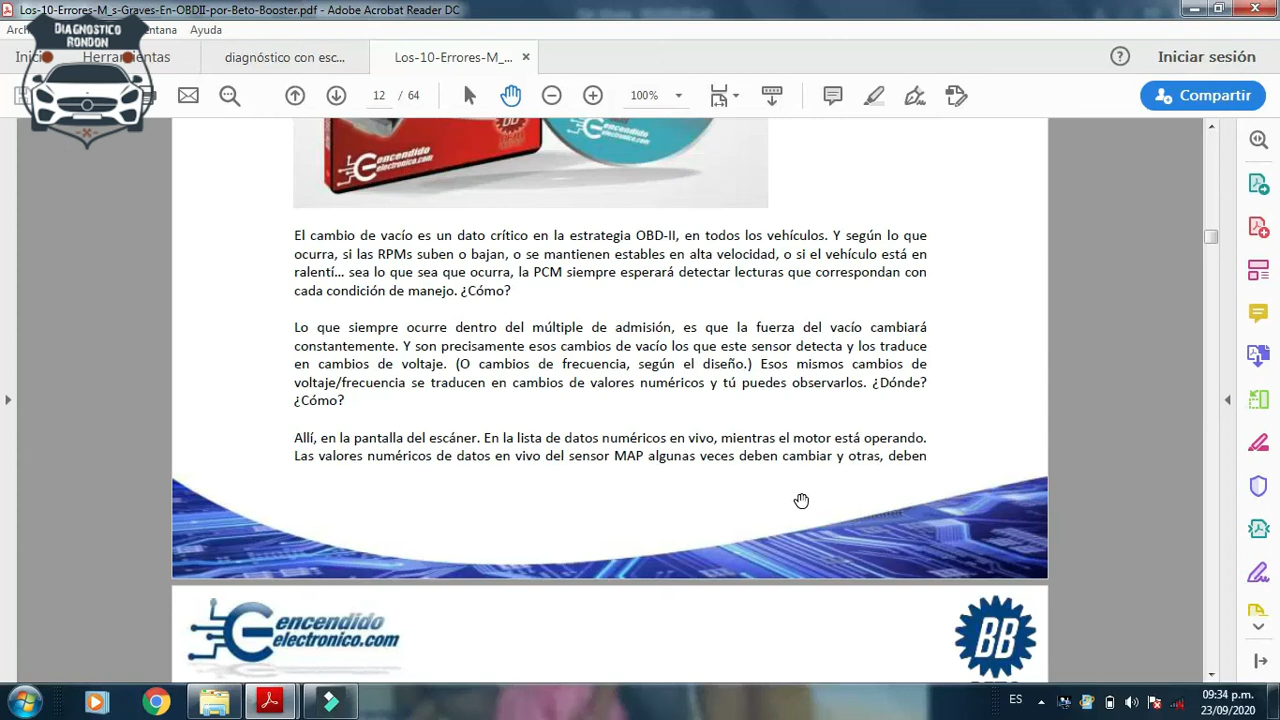 Los-10-Errores-M_s-Graves-En-OBDII-por-Beto-Booster.pdf - Adobe Acrobat Reader DC
DIAGNOSTICO
RONDON
Ayuda
Herramientas
diagnóstico con esc...
Los-10-Errores-M_... ×
Iniciar sesión
12 / 64
100%
Compartir
encendido
electronico.com
encendido
electronico.com
El cambio de vacío es un dato crítico en la estrategia OBD-II, en todos los vehículos. Y según lo que
ocurra, si las RPMs suben o bajan, o se mantienen estables en alta velocidad, o si el vehículo está en
ralentí... sea lo que sea que ocurra, la PCM siempre esperará detectar lecturas que correspondan con
cada condición de manejo. ¿Cómo?
Lo que siempre ocurre dentro del múltiple de admisión, es que la fuerza del vacío cambiará
constantemente. Y son precisamente esos cambios de vacío los que este sensor detecta y los traduce
en cambios de voltaje. (O cambios de frecuencia, según el diseño.) Esos mismos cambios de
voltaje/frecuencia se traducen en cambios de valores numéricos y tú puedes observarlos. ¿Dónde?
¿Cómo?
Allí, en la pantalla del escáner. En la lista de datos numéricos en vivo, mientras el motor está operando.
Las valores numéricos de datos en vivo del sensor MAP algunas veces deben cambiar y otras, deben
encendido
electronico.com
BB
ES
09:34 p.m.
23/09/2020